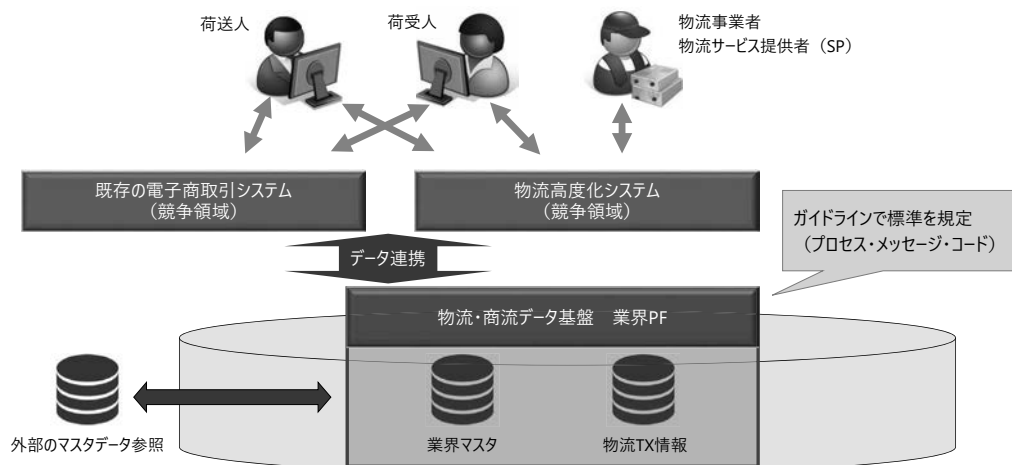 荷送人
荷受人
物流事業者
物流サービス提供者（SP）
既存の電子商取引システム
（競争領域）
物流高度化システム
（競争領域）
ガイドラインで標準を規定
（プロセス・メッセージ・コード）
データ連携
物流・商流データ基盤　業界PF
外部のマスタデータ参照
業界マスタ
物流TX情報